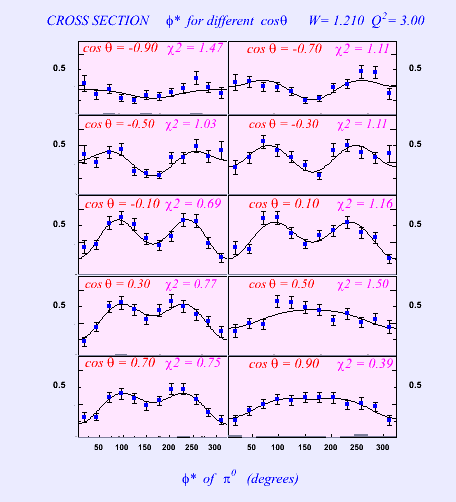 CROSS SECTION ϕ* for different cosθ W= 1.210 Q²= 3.00
cos θ = -0.90 χ2 = 1.47 cos θ = -0.70 χ2 = 1.11
0.5 0.5
cos θ = -0.50 χ2 = 1.03 cos θ = -0.30 χ2 = 1.11
0.5 0.5
cos θ = -0.10 χ2 = 0.69 cos θ = 0.10 χ2 = 1.16
0.5 0.5
cos θ = 0.30 χ2 = 0.77 cos θ = 0.50 χ2 = 1.50
0.5 0.5
cos θ = 0.70 χ2 = 0.75 cos θ = 0.90 χ2 = 0.39
0.5 0.5
50 100 150 200 250 300 50 100 150 200 250 300
ϕ* of π⁰ (degrees)